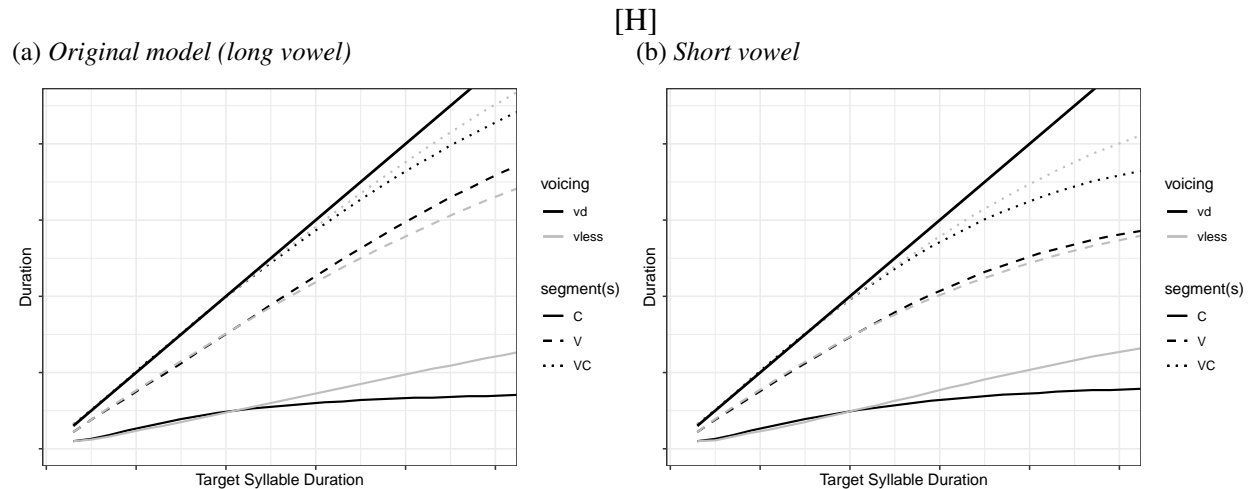 [H]
(a) Original model (long vowel)
Duration
Target Syllable Duration
voicing
vd
vless
segment(s)
C
V
VC
(b) Short vowel
Duration
Target Syllable Duration
voicing
vd
vless
segment(s)
C
V
VC